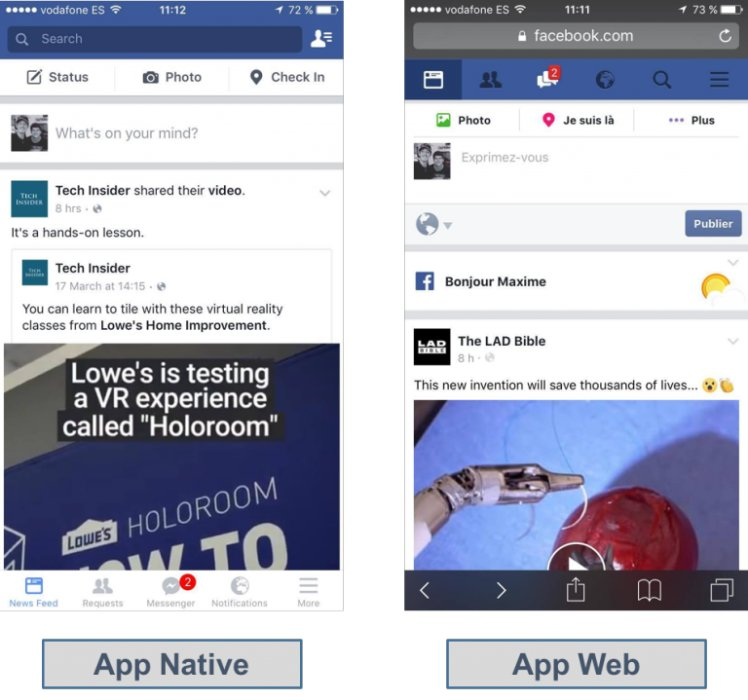 vodafone ES 11:12 72 %
Search
Status Photo Check In
What's on your mind?
TECH INSIDER
Tech Insider shared their video.
8 hrs
It's a hands-on lesson.
TECH INSIDER
Tech Insider
17 March at 14:15
You can learn to tile with these virtual reality
classes from Lowe's Home Improvement.
Lowe's is testing
a VR experience
called "Holoroom"
LOWE'S HOLOROOM
HOW TO
2
News Feed Requests Messenger Notifications More
App Native
vodafone ES 11:11 73 %
facebook.com
2
Photo Je suis là Plus
Exprimez-vous
Publier
Bonjour Maxime
LAD BIBLE
The LAD Bible
8 h
This new invention will save thousands of lives... 😮👏
App Web